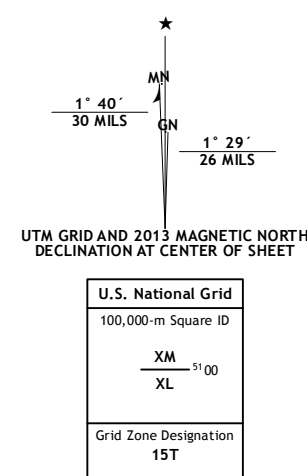 ★
MN
1° 40´
30 MILS
GN
1° 29´
26 MILS
UTM GRID AND 2013 MAGNETIC NORTH
DECLINATION AT CENTER OF SHEET
U.S. National Grid
100,000-m Square ID
XM
5100
XL
Grid Zone Designation
15T